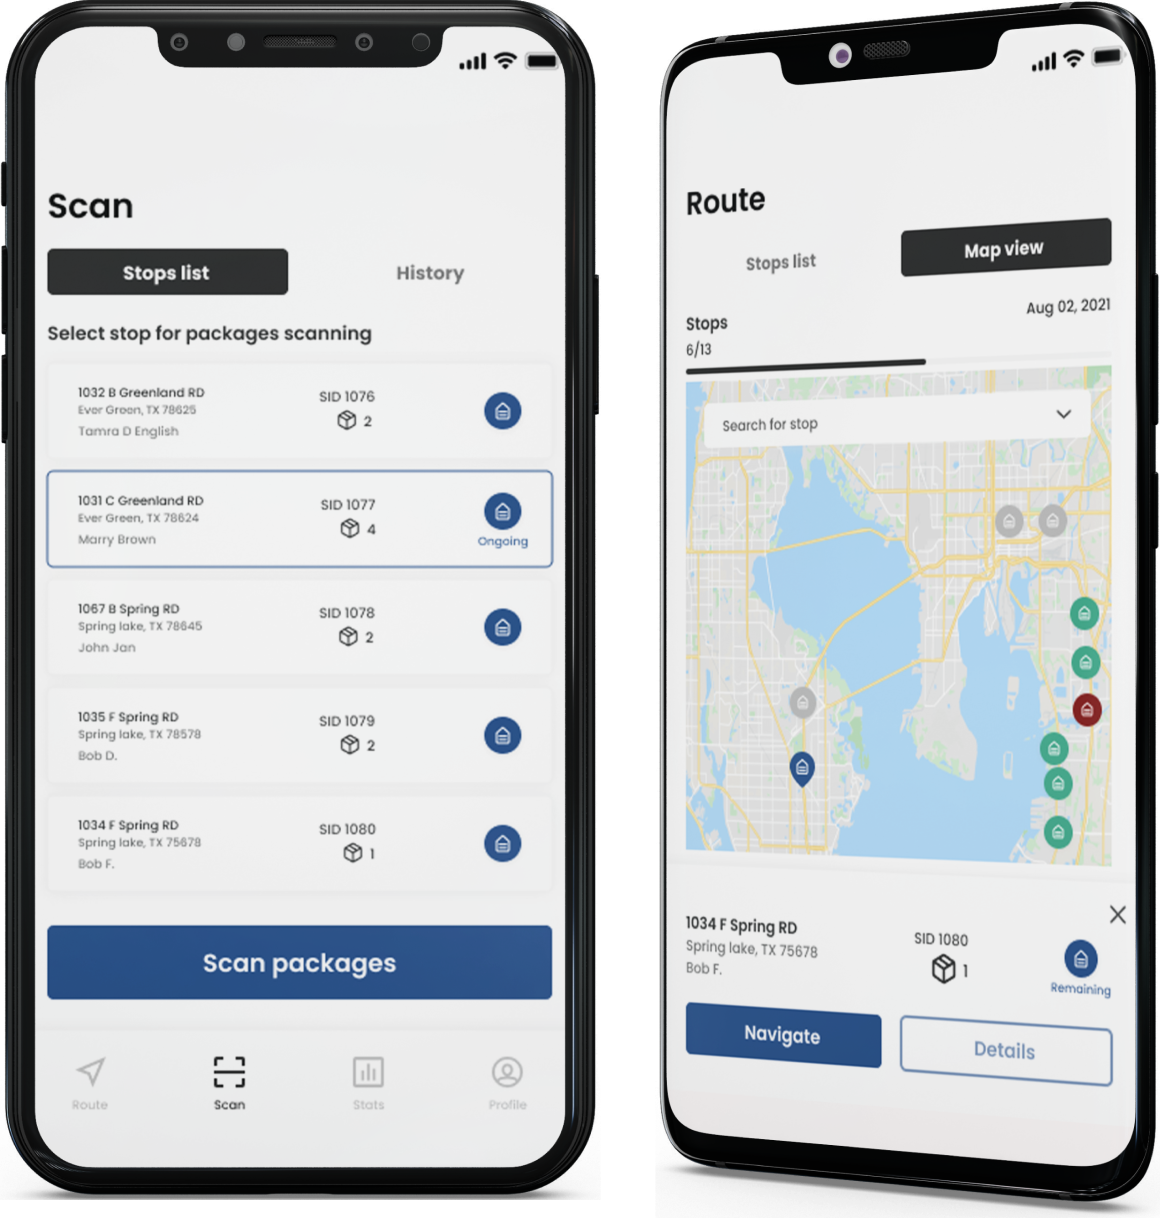 Scan
Stops list
History
Select stop for packages scanning
1032 B Greenland RD
Ever Green, TX 78625
Tamra D English
SID 1076
2
1031 C Greenland RD
Ever Green, TX 78624
Marry Brown
SID 1077
4
Ongoing
1067 B Spring RD
Spring lake, TX 78645
John Jan
SID 1078
2
1035 F Spring RD
Spring lake, TX 78578
Bob D.
SID 1079
2
1034 F Spring RD
Spring lake, TX 75678
Bob F.
SID 1080
1
Scan packages
Route
Scan
Stats
Profile
Route
Stops list
Map view
Stops
Aug 02, 2021
6/13
Search for stop
1034 F Spring RD
Spring lake, TX 75678
Bob F.
SID 1080
1
Remaining
Navigate
Details